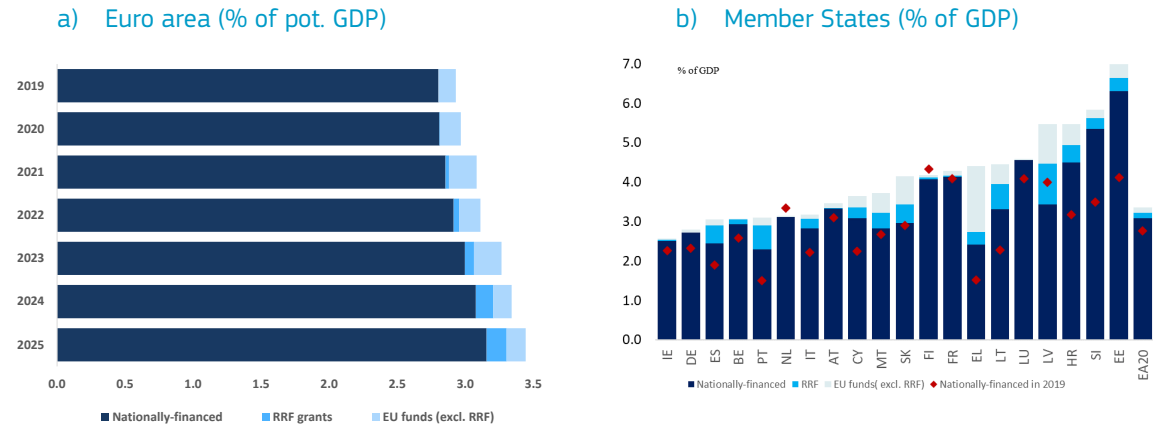 a) Euro area (% of pot. GDP)
2019
2020
2021
2022
2023
2024
2025
0.0 0.5 1.0 1.5 2.0 2.5 3.0 3.5
Nationally-financed RRF grants EU funds (excl. RRF)
b) Member States (% of GDP)
% of GDP
7.0
6.0
5.0
4.0
3.0
2.0
1.0
0.0
IE DE ES BE PT NL IT AT CY MT SK FI FR EL LT LU LV HR SI EE EA20
Nationally-financed RRF EU funds( excl. RRF) Nationally-financed in 2019